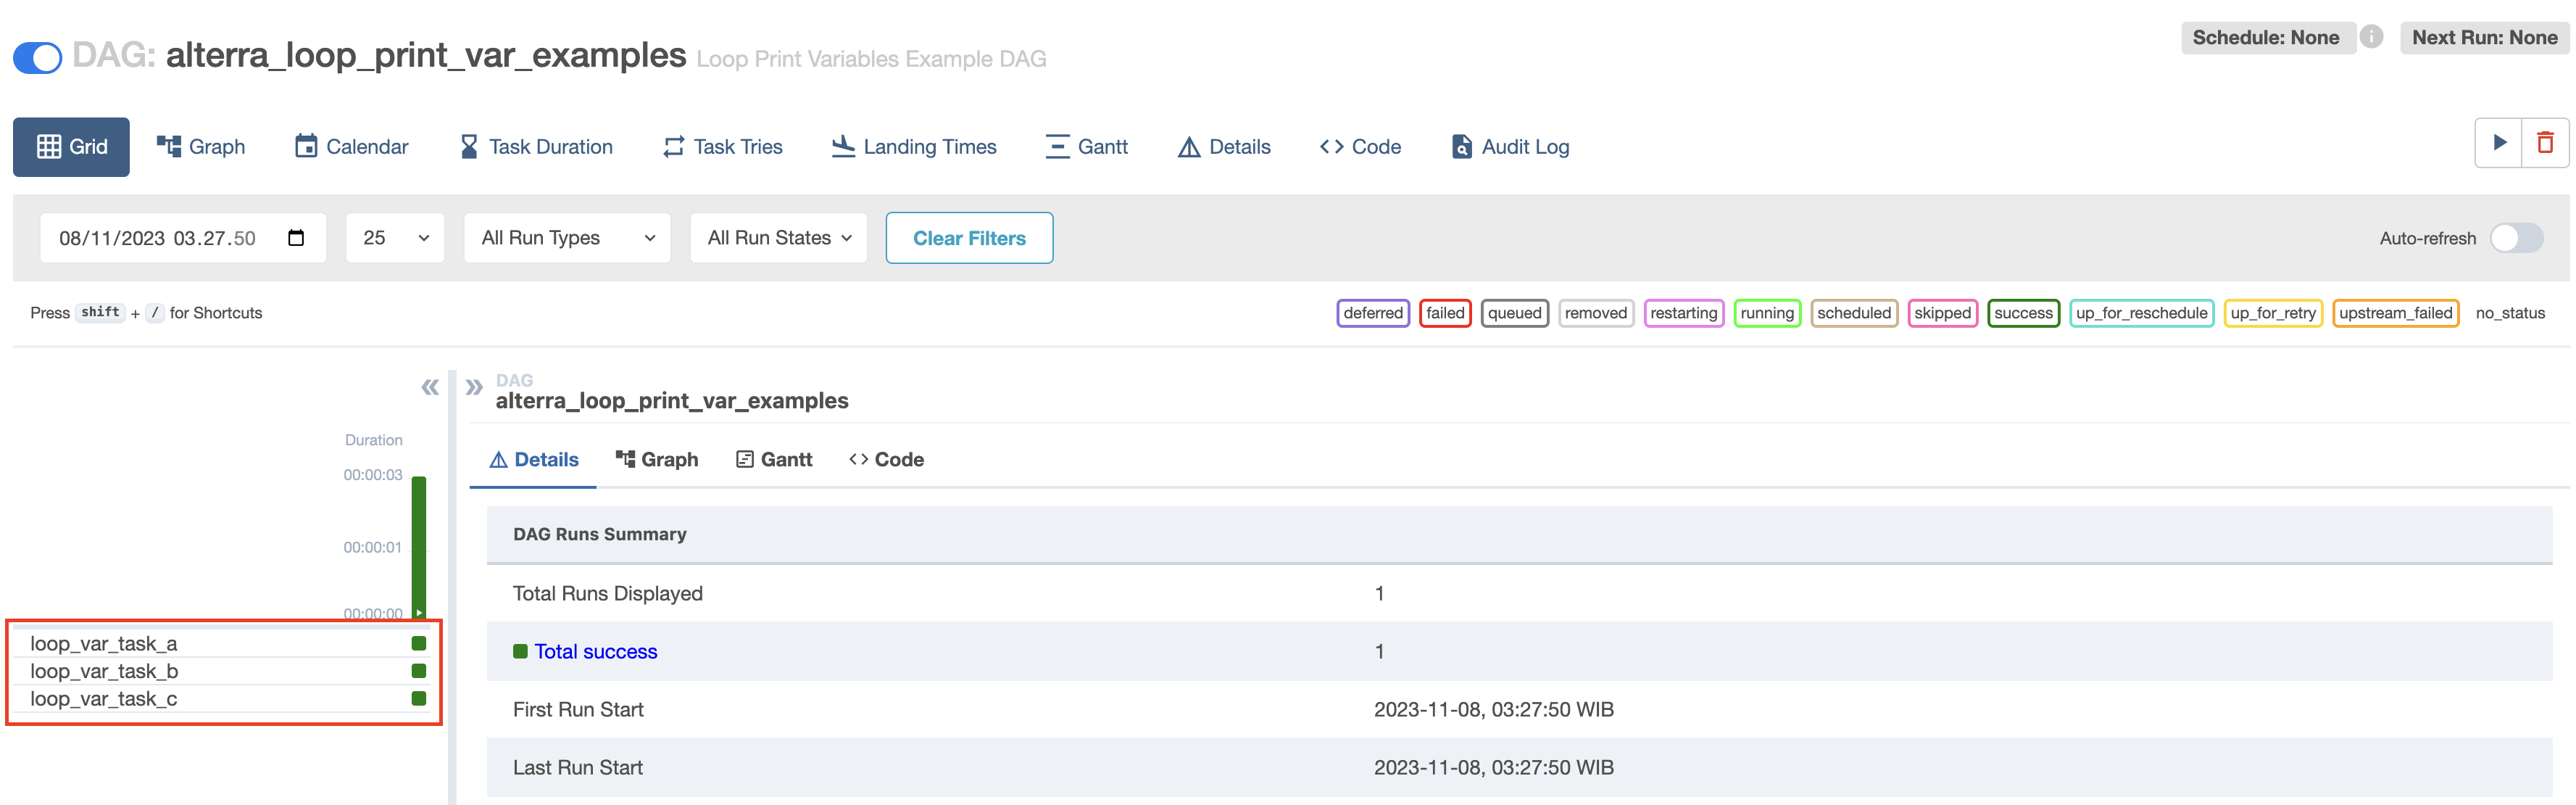 Schedule: None Next Run: None
DAG: alterra_loop_print_var_examples Loop Print Variables Example DAG
Grid Graph Calendar Task Duration Task Tries Landing Times Gantt Details Code Audit Log
08/11/2023 03.27.50 25 All Run Types All Run States Clear Filters Auto-refresh
Press shift + / for Shortcuts deferred failed queued removed restarting running scheduled skipped success up_for_reschedule up_for_retry upstream_failed no_status
DAG
alterra_loop_print_var_examples
Duration
00:00:03
00:00:01
00:00:00
loop_var_task_a
loop_var_task_b
loop_var_task_c
Details Graph Gantt Code
DAG Runs Summary
Total Runs Displayed 1
Total success 1
First Run Start 2023-11-08, 03:27:50 WIB
Last Run Start 2023-11-08, 03:27:50 WIB